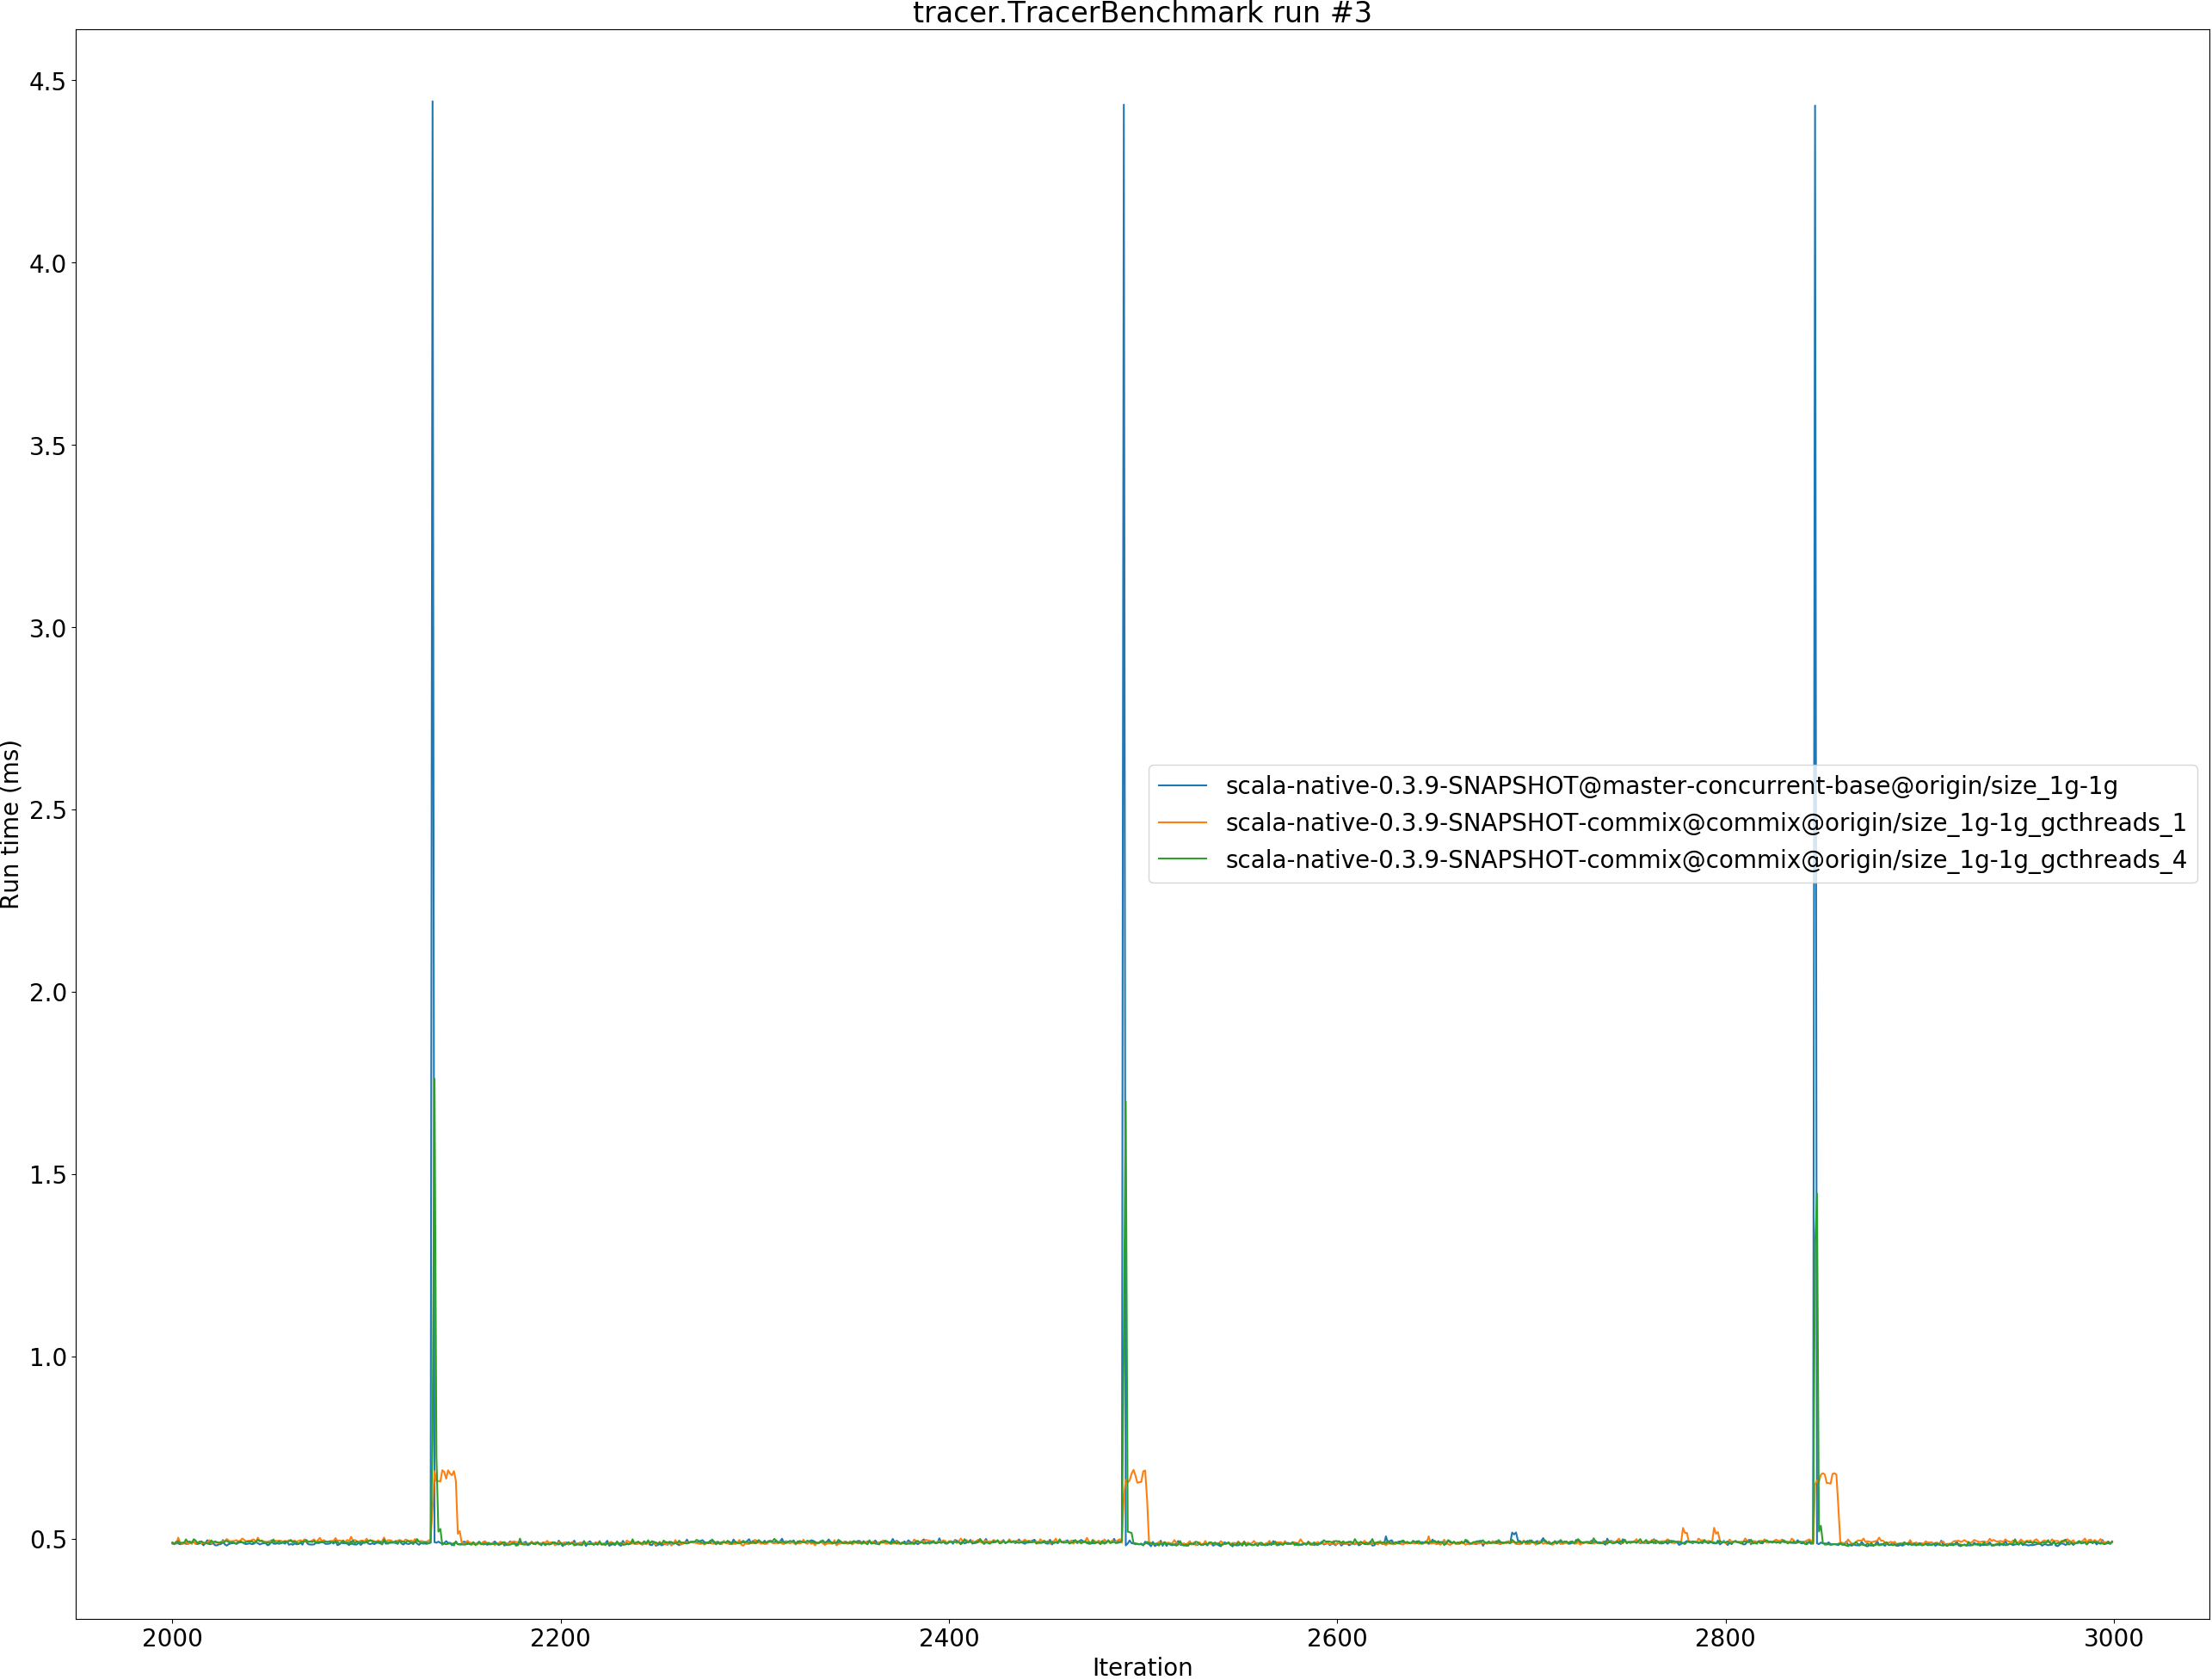 tracer.TracerBenchmark run #3
4.5
4.0
3.5
3.0
2.5
2.0
1.5
1.0
0.5
Run time (ms)
scala-native-0.3.9-SNAPSHOT@master-concurrent-base@origin/size_1g-1g
scala-native-0.3.9-SNAPSHOT-commix@commix@origin/size_1g-1g_gcthreads_1
scala-native-0.3.9-SNAPSHOT-commix@commix@origin/size_1g-1g_gcthreads_4
2000 2200 2400 2600 2800 3000
Iteration